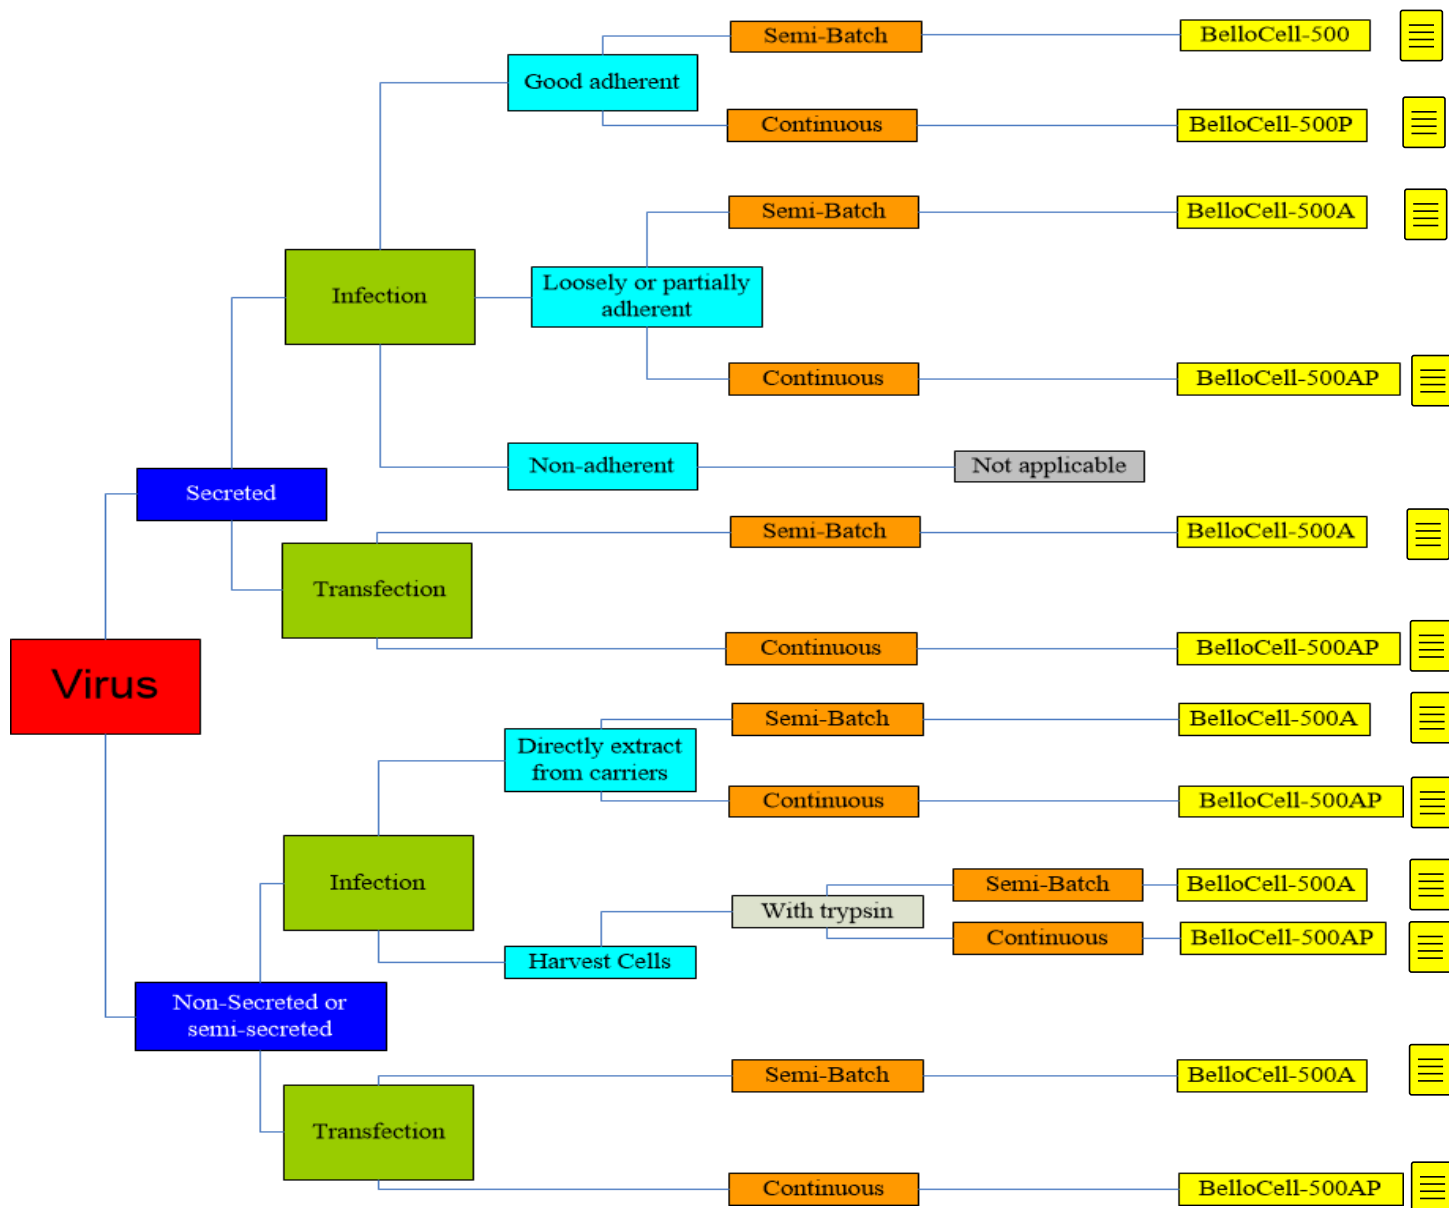 Semi-Batch
BelloCell-500
Good adherent
Continuous
BelloCell-500P
Semi-Batch
BelloCell-500A
Infection
Loosely or partially
adherent
Continuous
BelloCell-500AP
Non-adherent
Not applicable
Secreted
Semi-Batch
BelloCell-500A
Transfection
Continuous
BelloCell-500AP
Virus
Semi-Batch
BelloCell-500A
Directly extract
from carriers
Continuous
BelloCell-500AP
Infection
Semi-Batch
BelloCell-500A
With trypsin
Continuous
BelloCell-500AP
Harvest Cells
Non-Secreted or
semi-secreted
Semi-Batch
BelloCell-500A
Transfection
Continuous
BelloCell-500AP